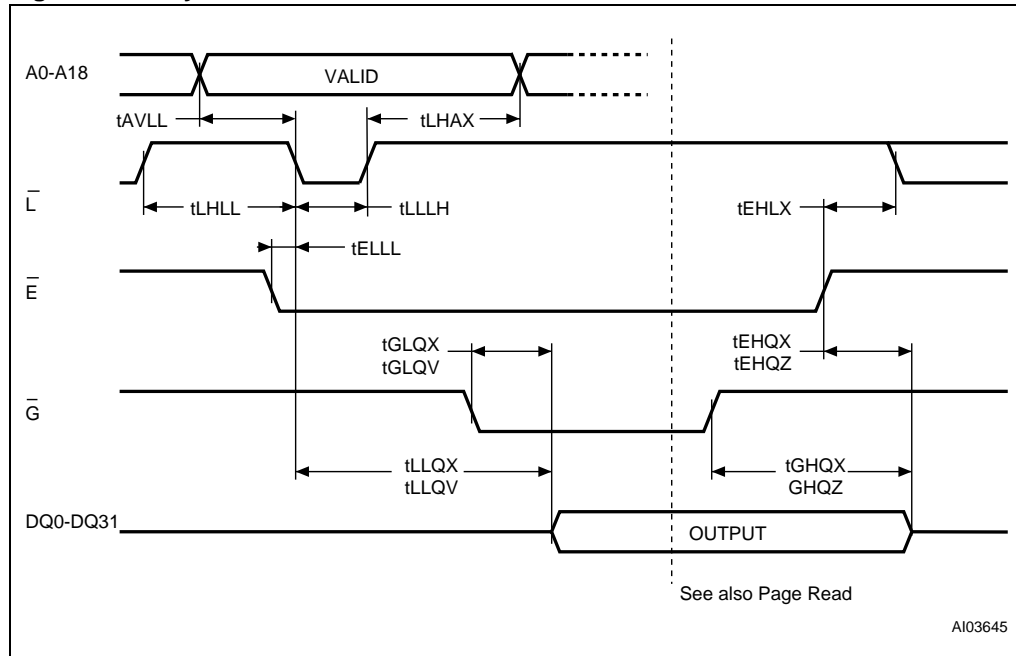 A0-A18
VALID
tAVLL
tLHAX
L
tLHLL
tLLLH
tEHLX
tELLL
E
tGLQX
tGLQV
tEHQX
tEHQZ
G
tLLQX
tLLQV
tGHQX
GHQZ
DQ0-DQ31
OUTPUT
See also Page Read
AI03645